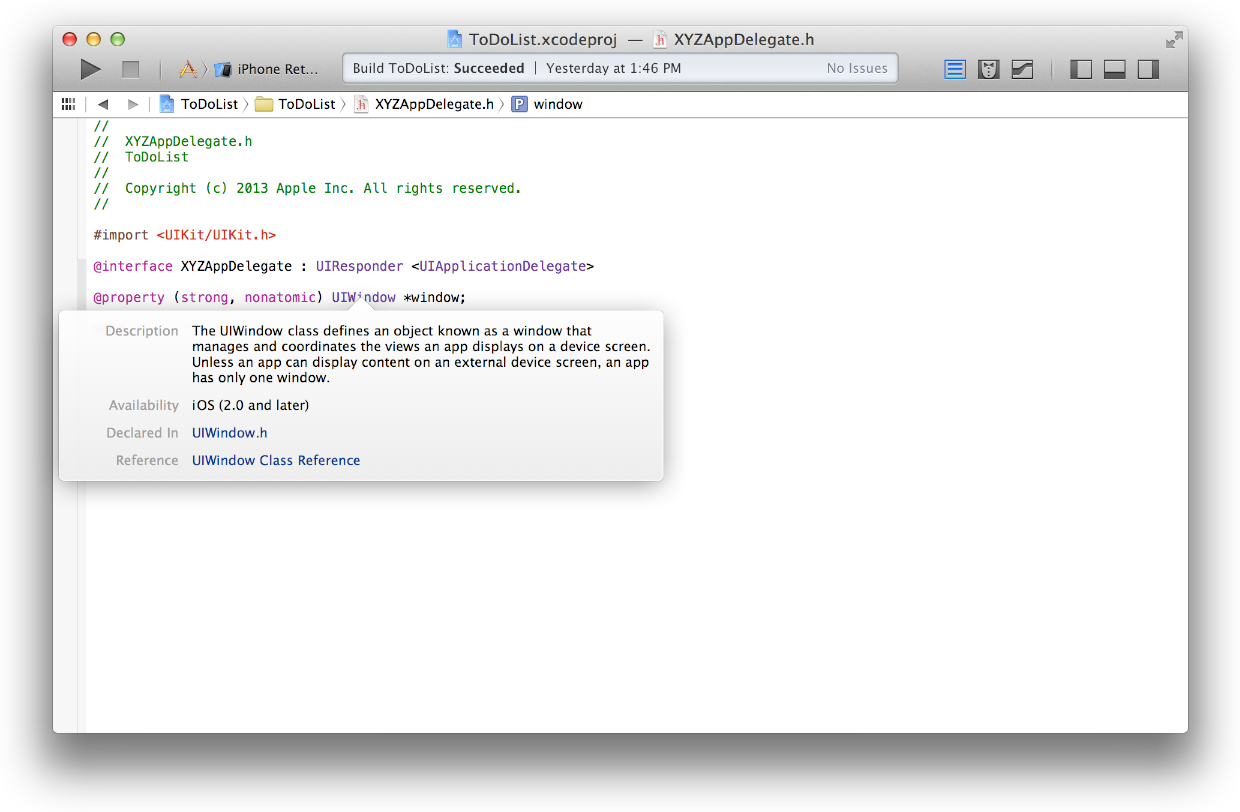 ToDoList.xcodeproj — XYZAppDelegate.h
iPhone Ret...
Build ToDoList: Succeeded | Yesterday at 1:46 PM
No Issues
ToDoList 〉 ToDoList 〉 XYZAppDelegate.h 〉 P window
//
//  XYZAppDelegate.h
//  ToDoList
//
//  Copyright (c) 2013 Apple Inc. All rights reserved.
//
#import <UIKit/UIKit.h>
@interface XYZAppDelegate : UIResponder <UIApplicationDelegate>
@property (strong, nonatomic) UIWindow *window;
Description The UIWindow class defines an object known as a window that
manages and coordinates the views an app displays on a device screen.
Unless an app can display content on an external device screen, an app
has only one window.
Availability iOS (2.0 and later)
Declared In UIWindow.h
Reference UIWindow Class Reference